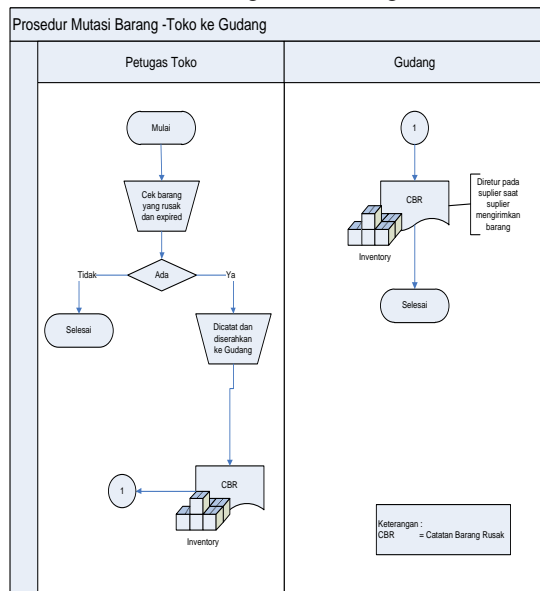 Prosedur Mutasi Barang -Toko ke Gudang
Petugas Toko
Gudang
Mulai
Cek barang
yang rusak
dan expired
Tidak
Ada
Ya
Selesai
Dicatat dan
diserahkan
ke Gudang
CBR
1
Inventory
1
CBR
Inventory
Diretur pada
suplier saat
suplier
mengirimkan
barang
Selesai
Keterangan :
CBR = Catatan Barang Rusak